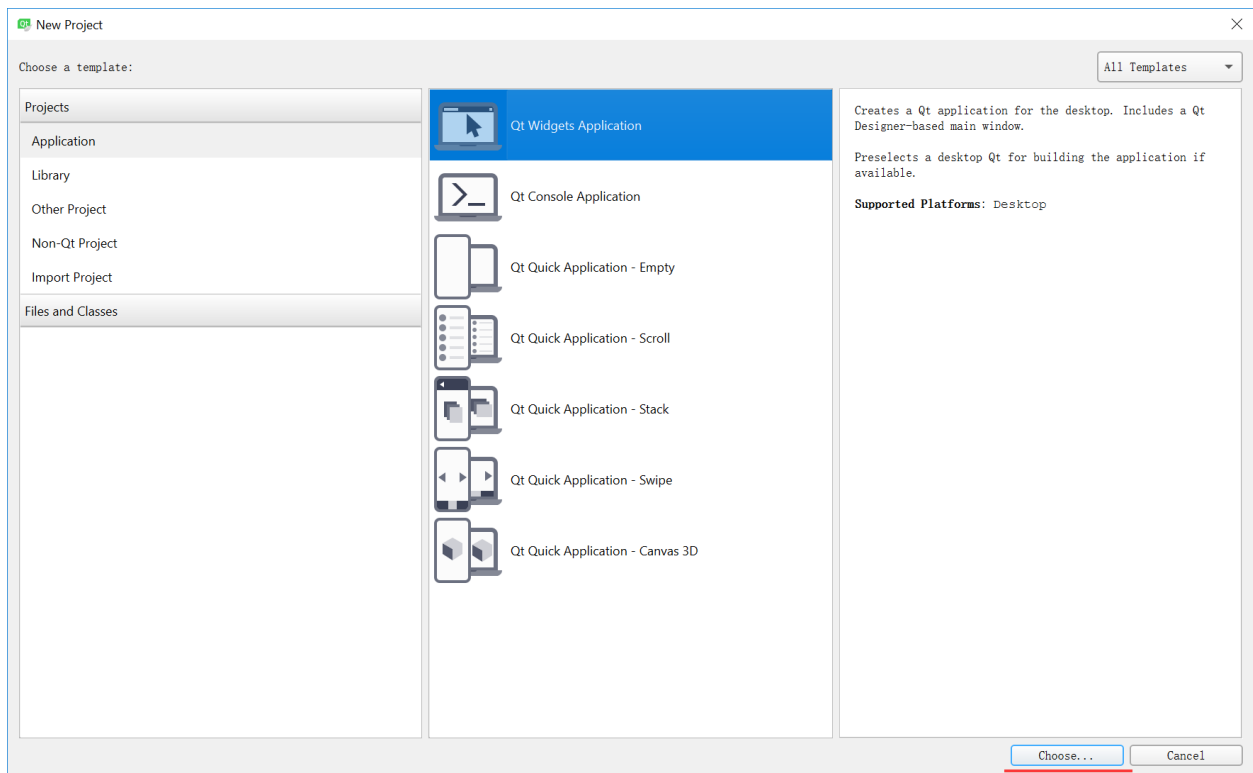 New Project
Choose a template:
All Templates
Projects
Application
Library
Other Project
Non-Qt Project
Import Project
Files and Classes
Qt Widgets Application
Qt Console Application
Qt Quick Application - Empty
Qt Quick Application - Scroll
Qt Quick Application - Stack
Qt Quick Application - Swipe
Qt Quick Application - Canvas 3D
Creates a Qt application for the desktop. Includes a Qt
Designer-based main window.
Preselects a desktop Qt for building the application if
available.
Supported Platforms: Desktop
Choose...
Cancel